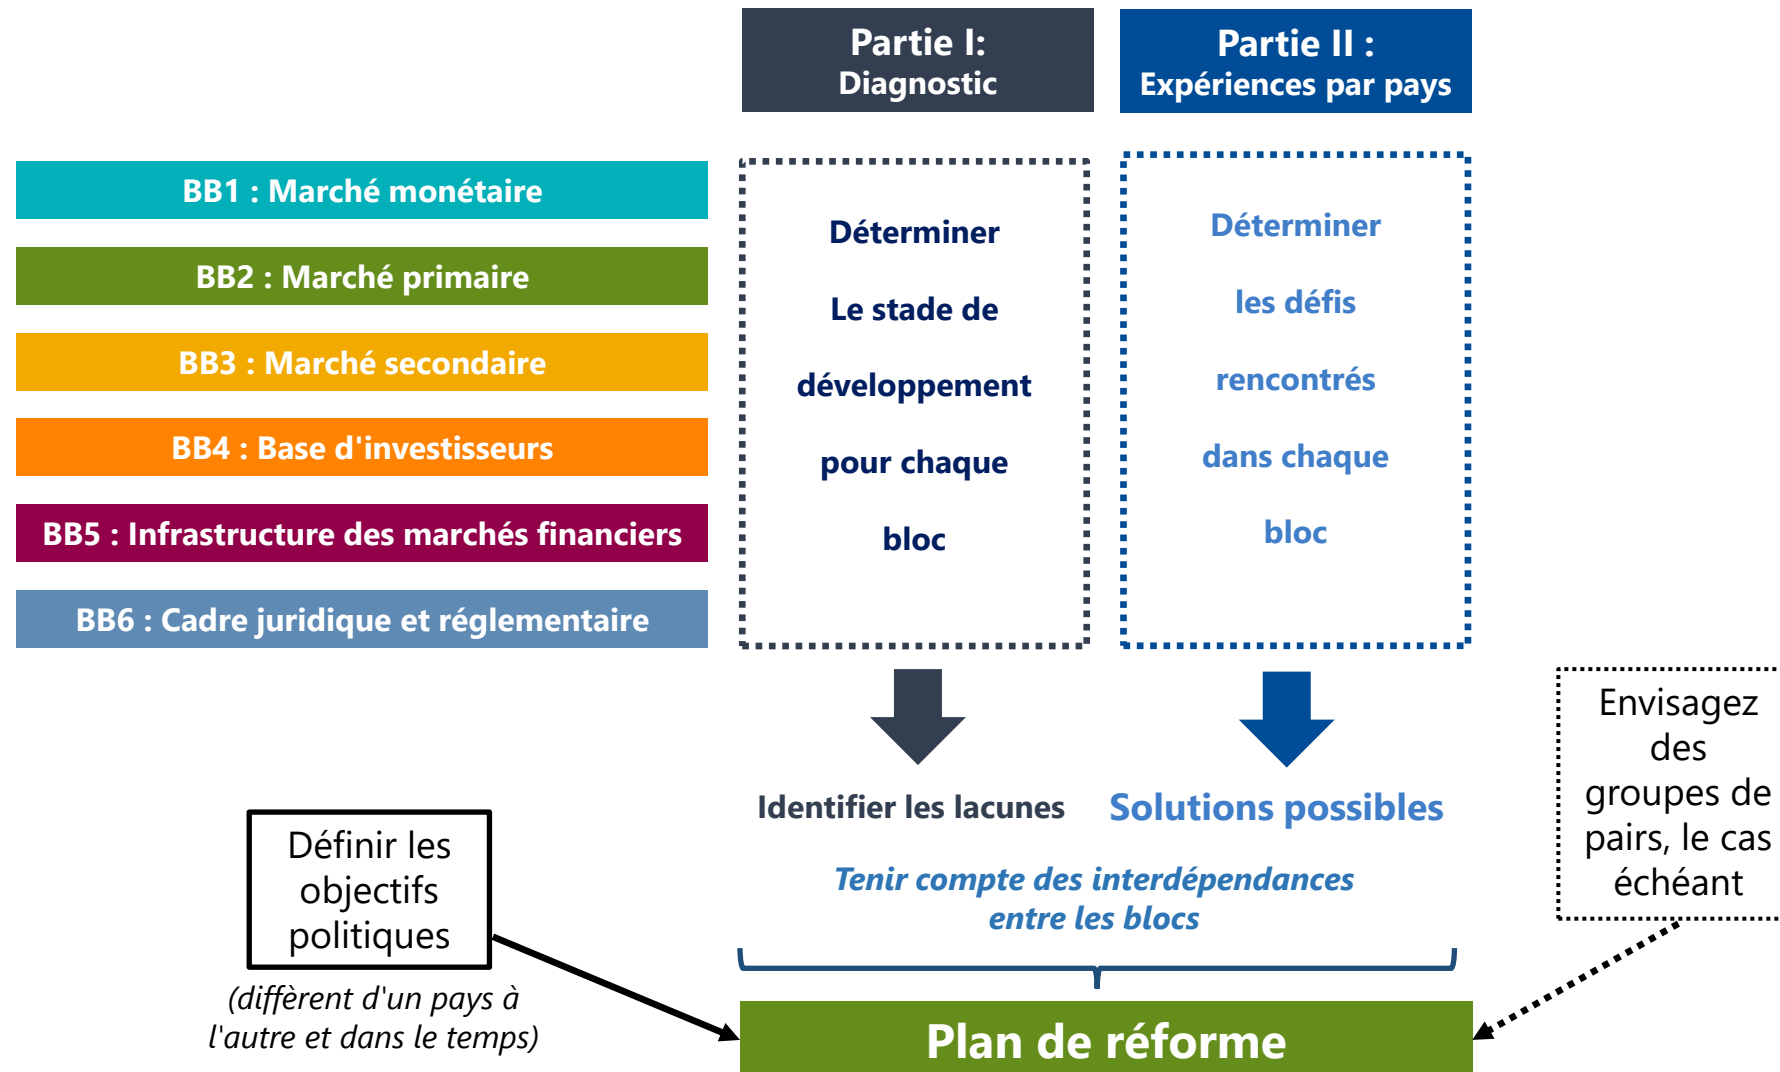 Partie I:
Diagnostic
Partie II :
Expériences par pays
BB1 : Marché monétaire
BB2 : Marché primaire
BB3 : Marché secondaire
BB4 : Base d'investisseurs
BB5 : Infrastructure des marchés financiers
BB6 : Cadre juridique et réglementaire
Déterminer
Le stade de
développement
pour chaque
bloc
Déterminer
les défis
rencontrés
dans chaque
bloc
Identifier les lacunes
Solutions possibles
Tenir compte des interdépendances
entre les blocs
Définir les
objectifs
politiques
(diffèrent d'un pays à
l'autre et dans le temps)
Envisagez
des
groupes de
pairs, le cas
échéant
Plan de réforme